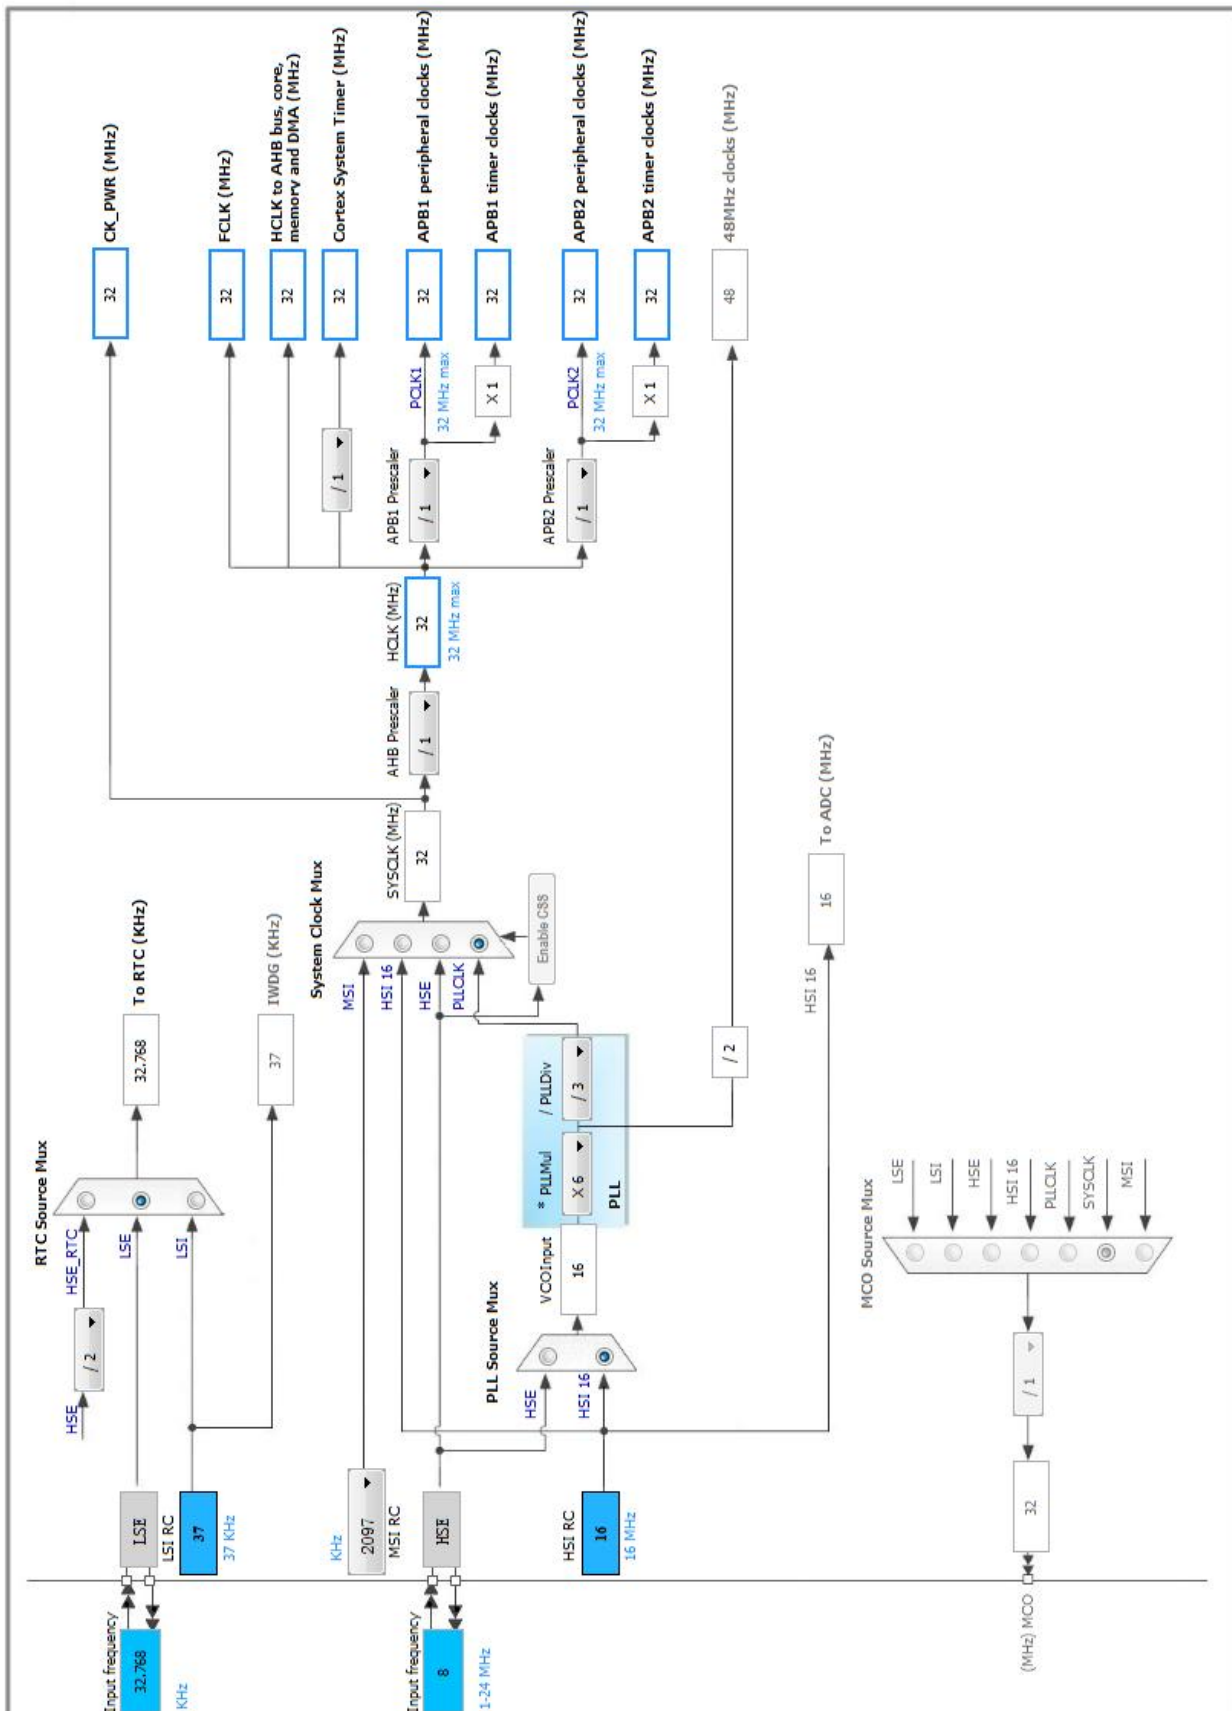 Input frequency
32.768
KHz
LSE
LSI RC
37
37 KHz
HSE
/ 2
HSE_RTC
LSE
LSI
RTC Source Mux
32.768
To RTC (KHz)
37
IWDG (KHz)
KHz
2097
MSI RC
Input frequency
8
1-24 MHz
HSE
HSI RC
16
16 MHz
PLL Source Mux
HSE
HSI 16
VCOInput
16
* PLLMul
X 6
/ PLLDiv
/ 3
PLL
System Clock Mux
MSI
HSI 16
HSE
PLLCLK
Enable CSS
SYSCLK (MHz)
32
AHB Prescaler
/ 1
HCLK (MHz)
32
32 MHz max
32
CK_PWR (MHz)
32
FCLK (MHz)
32
HCLK to AHB bus, core,
memory and DMA (MHz)
/ 1
32
Cortex System Timer (MHz)
APB1 Prescaler
/ 1
PCLK1
32 MHz max
32
APB1 peripheral clocks (MHz)
X 1
32
APB1 timer clocks (MHz)
APB2 Prescaler
/ 1
PCLK2
32 MHz max
32
APB2 peripheral clocks (MHz)
X 1
32
APB2 timer clocks (MHz)
/ 2
48
48MHz clocks (MHz)
HSI 16
16
To ADC (MHz)
MCO Source Mux
LSE
LSI
HSE
HSI 16
PLLCLK
SYSCLK
MSI
/ 1
32
(MHz) MCO